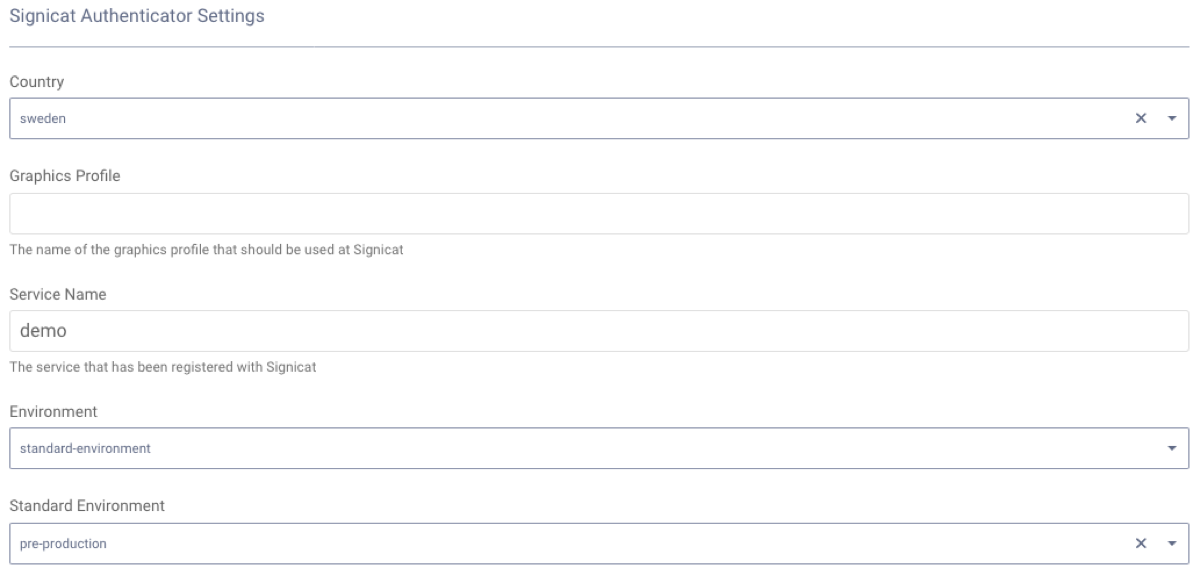 Signicat Authenticator Settings
Country
sweden
Graphics Profile
The name of the graphics profile that should be used at Signicat
Service Name
demo
The service that has been registered with Signicat
Environment
standard-environment
Standard Environment
pre-production